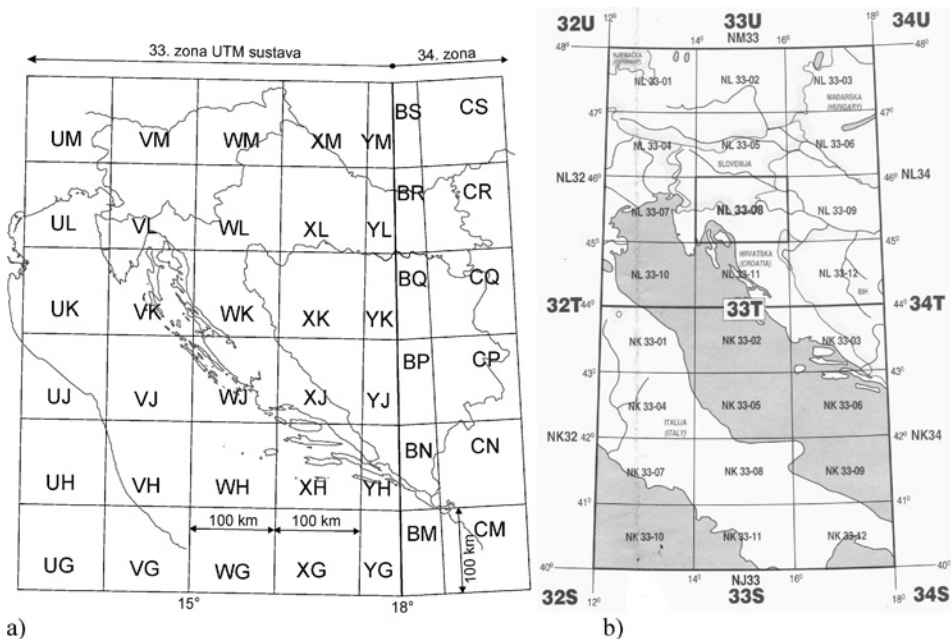 33. zona UTM sustava 34. zona
UM VM WM XM YM BS CS
UL VL WL XL YL BR CR
UK VK WK XK YK BQ CQ
UJ VJ WJ XJ YJ BP CP
UH VH WH XH YH BN CN
100 km 100 km
UG VG WG XG YG BM CM
100 km
15° 18°
a)
32U 33U 34U
NM33
48° 48°
NJEMAČKA
(GERMANY)
NL 33-01 NL 33-02 NL 33-03
MAĐARSKA
(HUNGARY)
47° 47°
NL 33-04 NL 33-05 NL 33-06
SLOVENIJA
NL32 NL34
46° 46°
NL 33-07 NL 33-08 NL 33-09
45° 45°
HRVATSKA
(CROATIA)
NL 33-10 NL 33-11 NL 33-12
BIH
32T 44° 33T 44° 34T
NK 33-01 NK 33-02 NK 33-03
43° 43°
NK 33-04 NK 33-05 NK 33-06
ITALIJA
(ITALY)
NK32 42° 42° NK34
NK 33-07 NK 33-08 NK 33-09
41° 41°
NK 33-10 NK 33-11 NK 33-12
40° 40°
12° 14° 16° 18°
NJ33
32S 33S 34S
b)